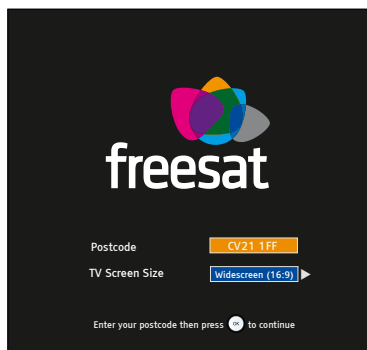 freesat
Postcode CV21 1FF
TV Screen Size Widescreen (16:9)
Enter your postcode then press OK to continue